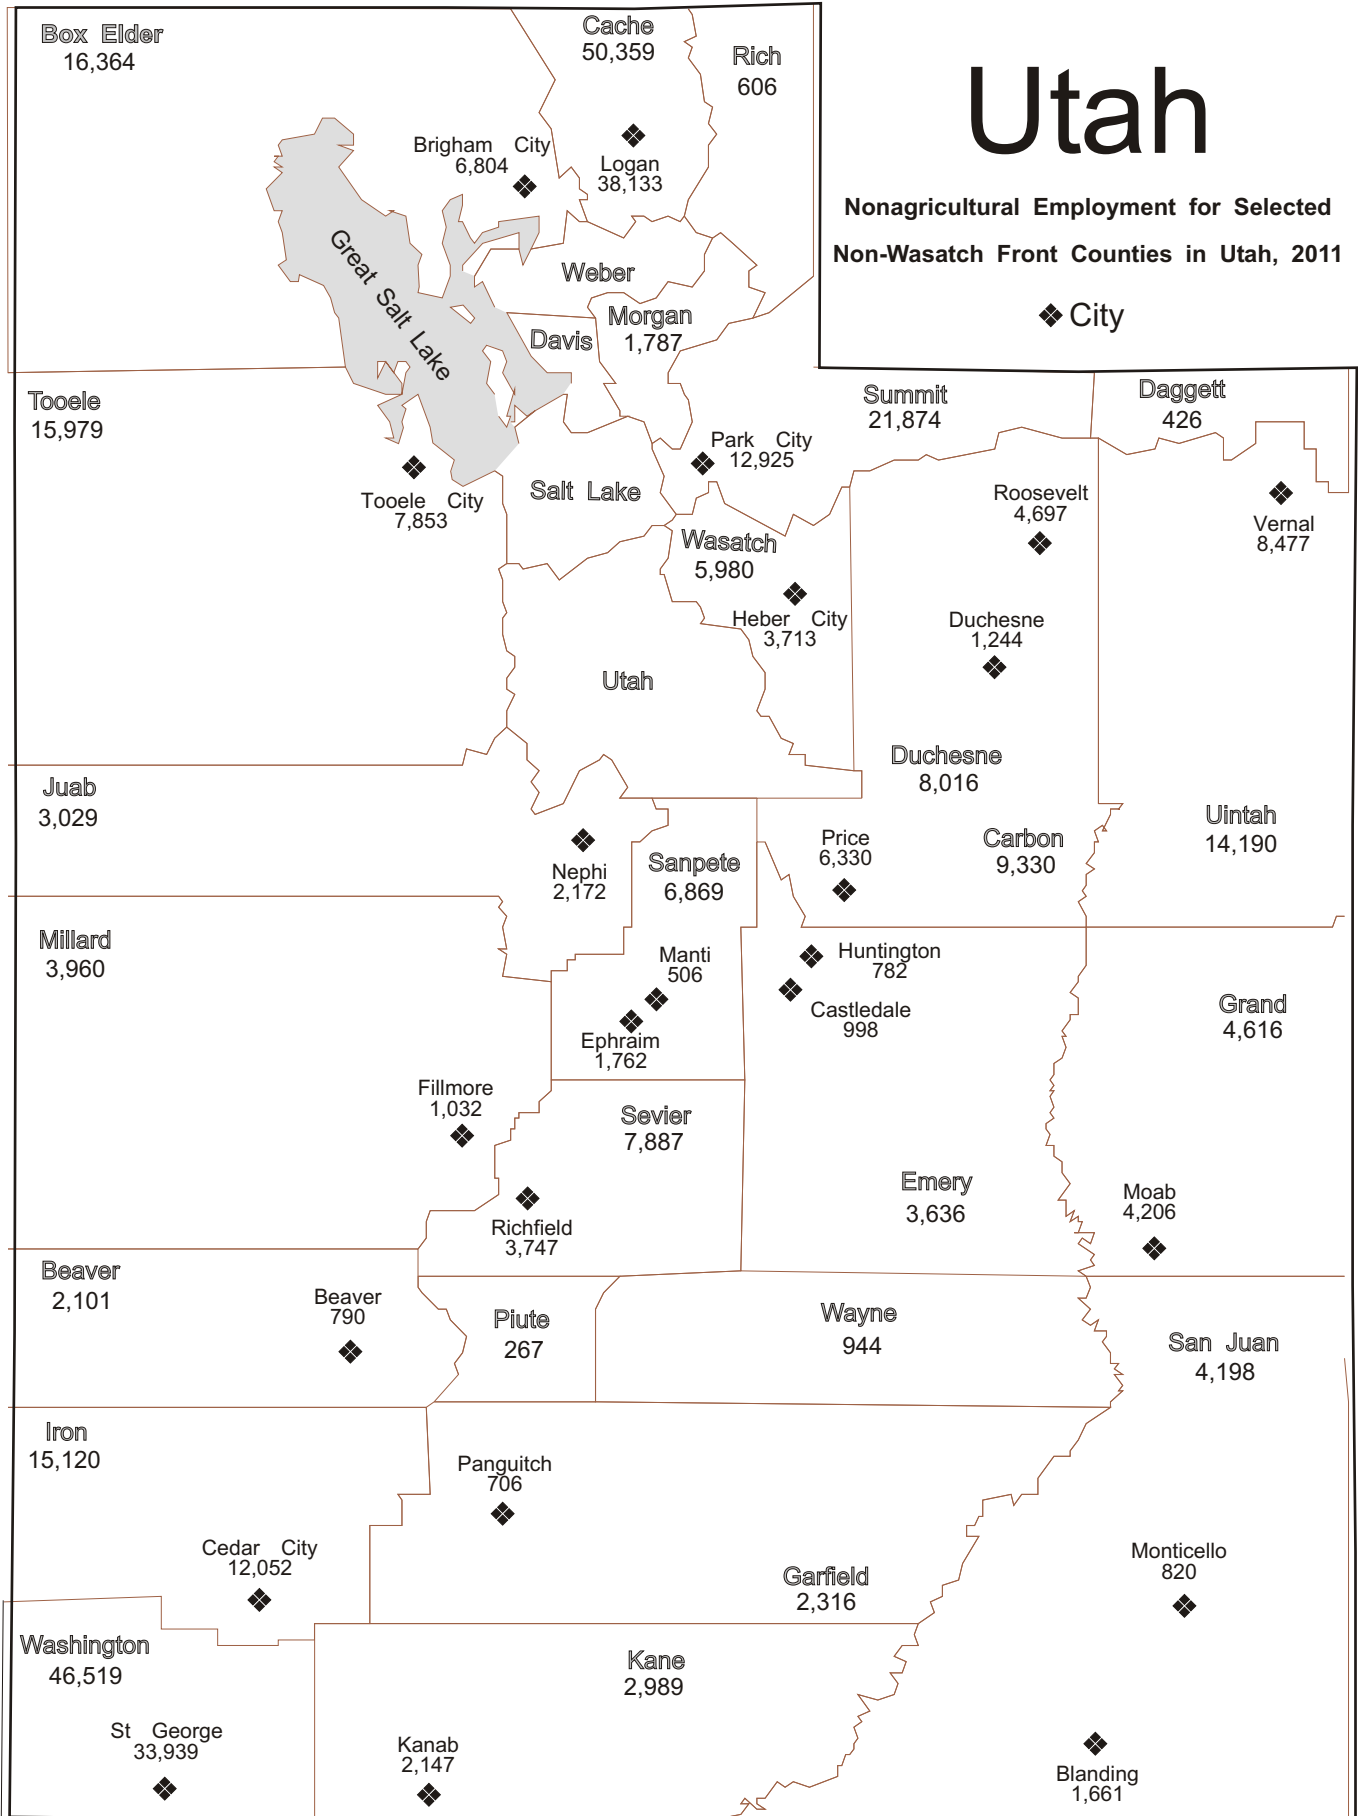 Utah
Nonagricultural Employment for Selected
Non-Wasatch Front Counties in Utah, 2011
City
Box Elder
16,364
Cache
50,359
Rich
606
Brigham City
6,804
Logan
38,133
Great Salt Lake
Weber
Morgan
1,787
Davis
Tooele
15,979
Summit
21,874
Daggett
426
Park City
12,925
Tooele City
7,853
Salt Lake
Roosevelt
4,697
Vernal
8,477
Wasatch
5,980
Heber City
3,713
Duchesne
1,244
Utah
Duchesne
8,016
Juab
3,029
Uintah
14,190
Nephi
2,172
Sanpete
6,869
Price
6,330
Carbon
9,330
Millard
3,960
Manti
506
Huntington
782
Castledale
998
Grand
4,616
Ephraim
1,762
Fillmore
1,032
Sevier
7,887
Emery
3,636
Moab
4,206
Richfield
3,747
Beaver
2,101
Beaver
790
Piute
267
Wayne
944
San Juan
4,198
Iron
15,120
Panguitch
706
Cedar City
12,052
Garfield
2,316
Monticello
820
Washington
46,519
Kane
2,989
St George
33,939
Kanab
2,147
Blanding
1,661